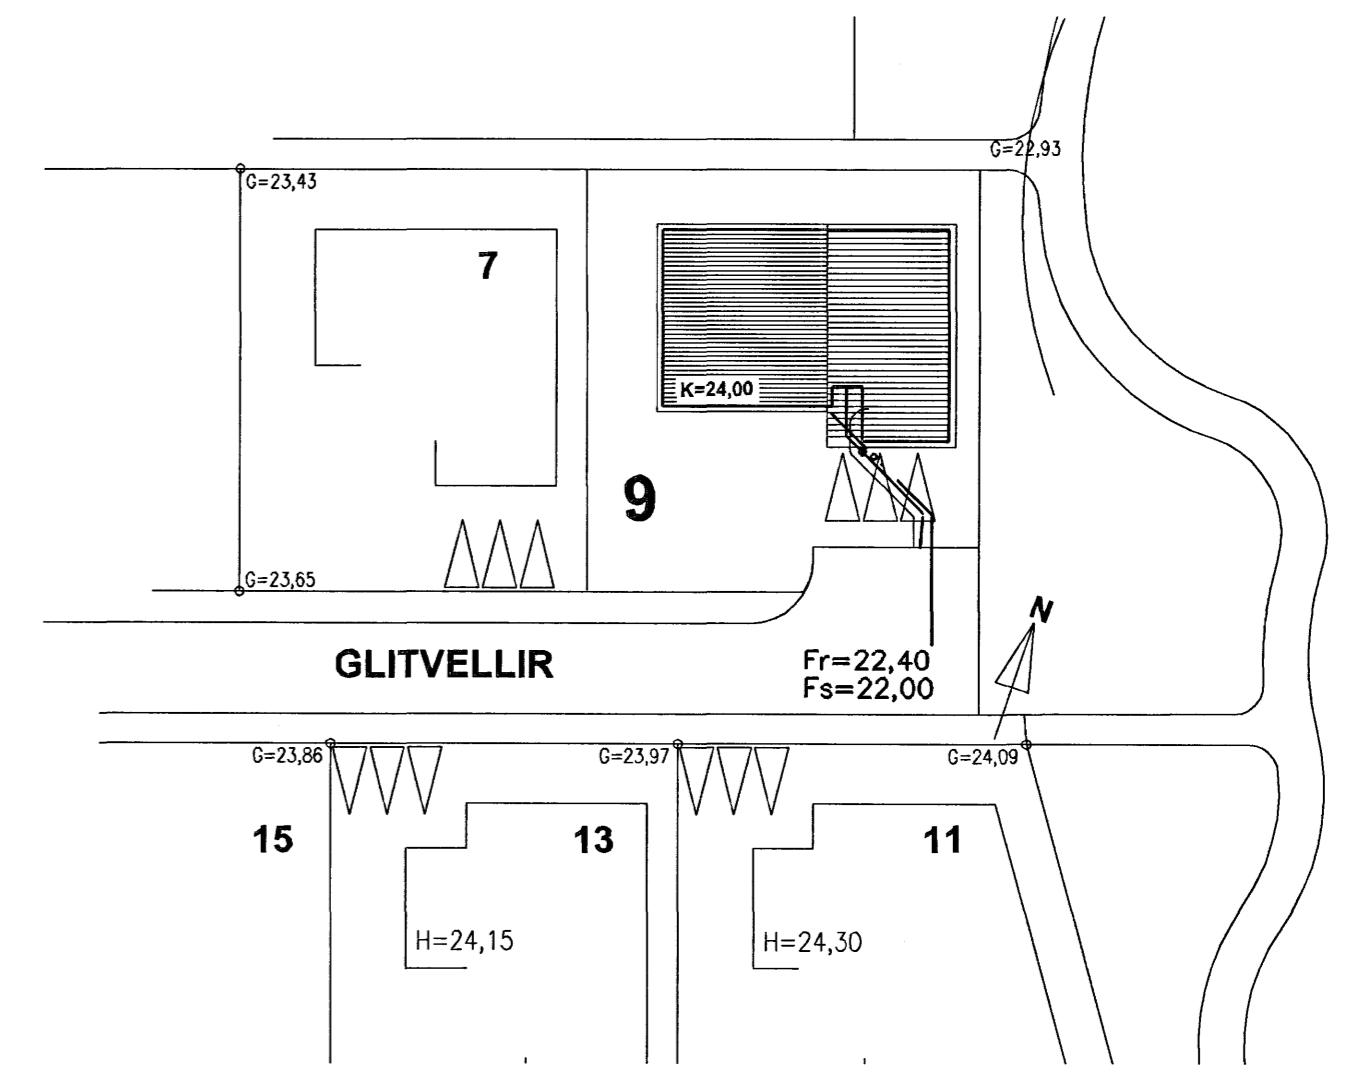 G=22,93
G=23,43
7
K=24,00
9
G=23,65
N
GLITVELLIR
Fr=22,40
Fs=22,00
G=23,86
G=23,97
G=24,09
15
13
11
H=24,15
H=24,30